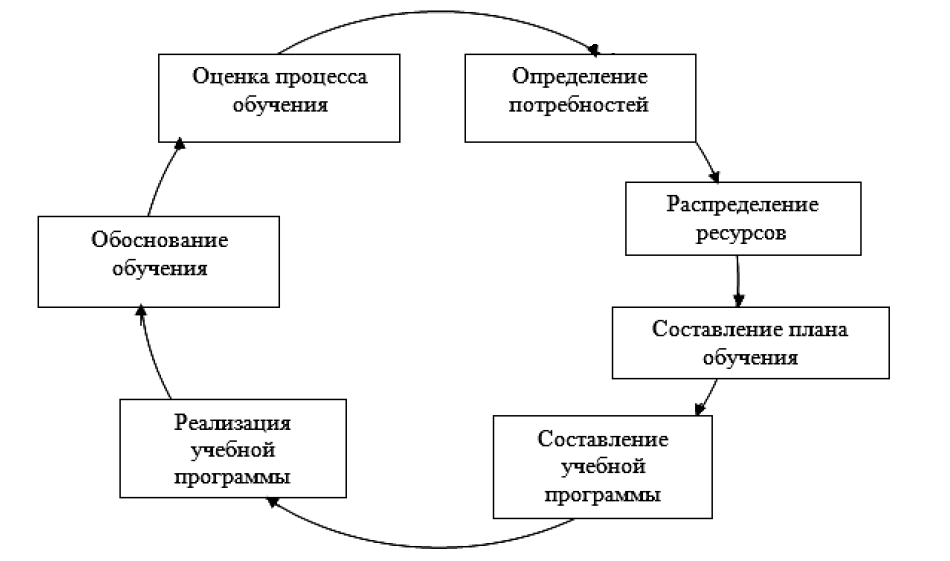 Оценка процесса
обучения
Определение
потребностей
Распределение
ресурсов
Составление плана
обучения
Составление
учебной
программы
Реализация
учебной
программы
Обоснование
обучения